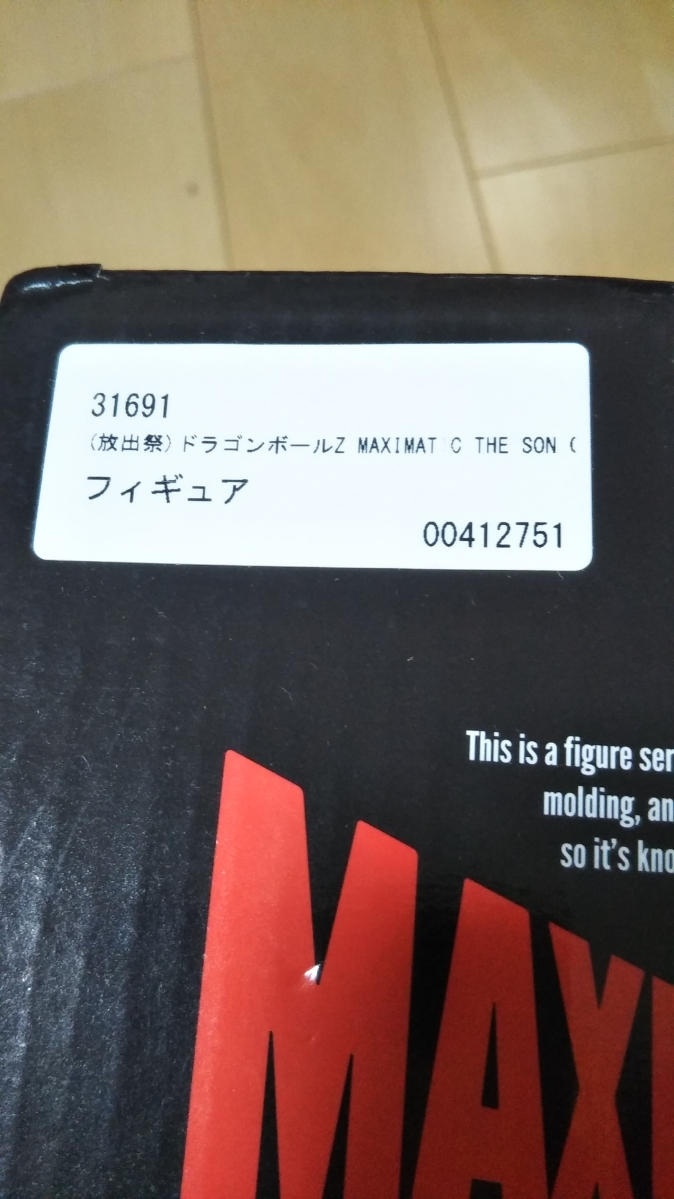 31691
(放出祭)ドラゴンボールZ MAXIMATIC THE SON
フィギュア
00412751
This is a figure ser
molding, an
so it's kno
MAXI